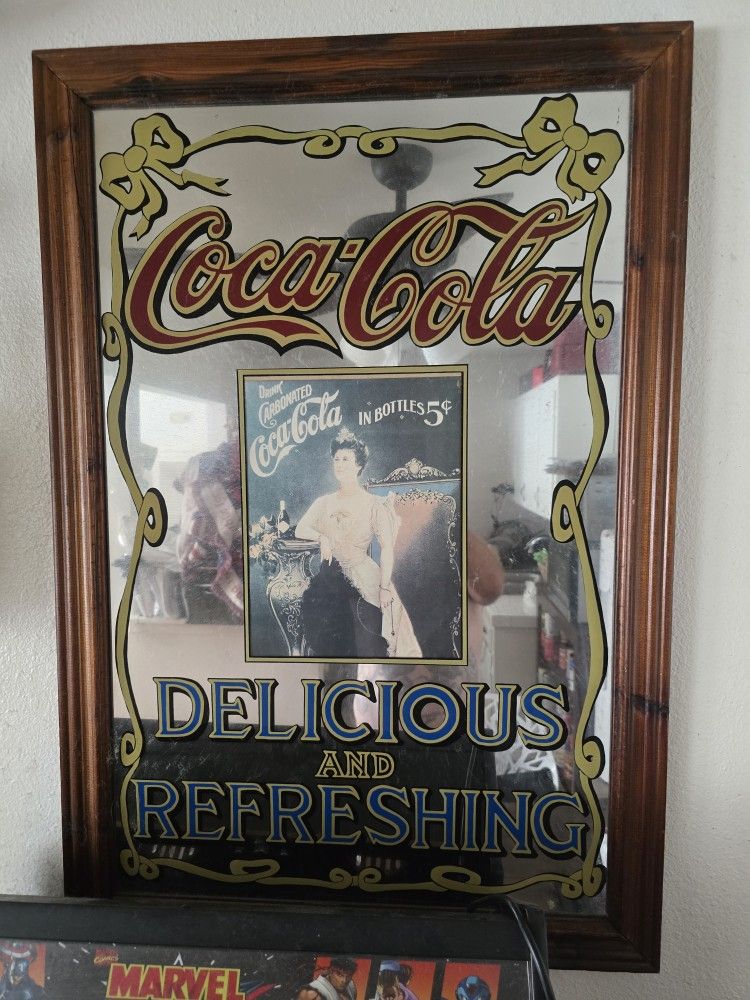 Coca-Cola
DRINK
CARBONATED
Coca-Cola
IN BOTTLES 5¢
DELICIOUS
AND
REFRESHING
MARVEL